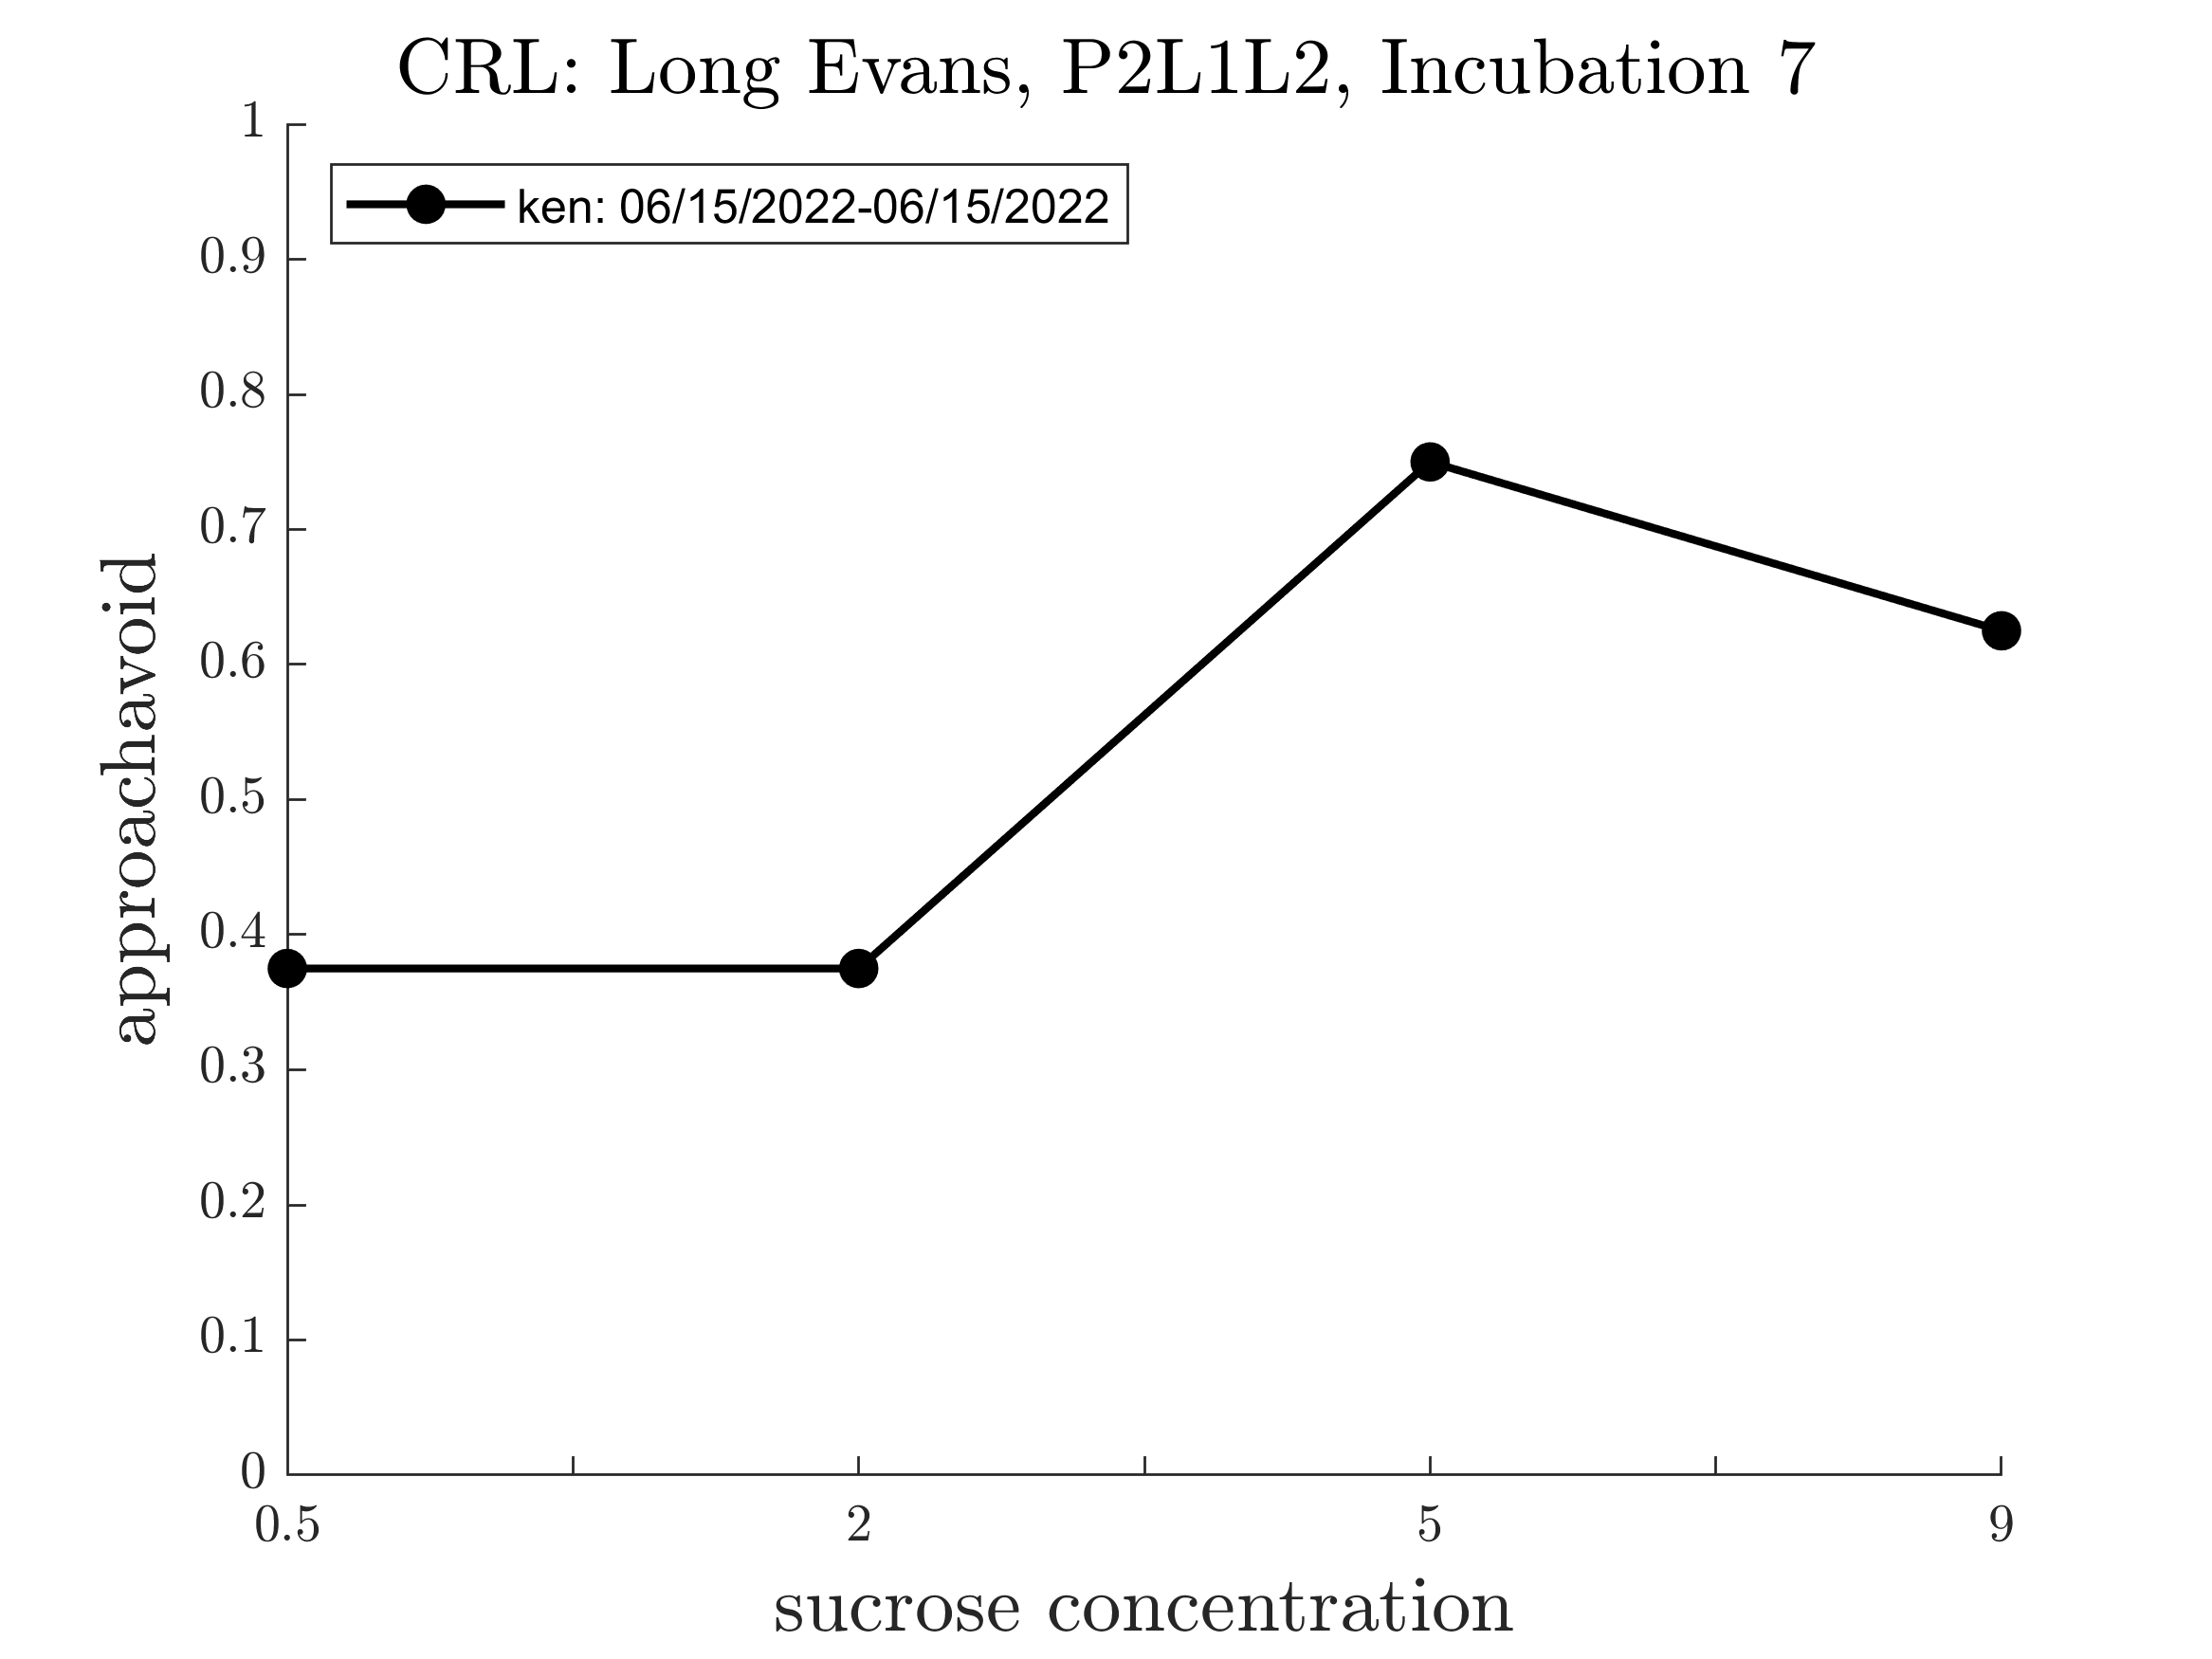 CRL: Long Evans, P2L1L2, Incubation 7
ken: 06/15/2022-06/15/2022
approachavoid
1
0.9
0.8
0.7
0.6
0.5
0.4
0.3
0.2
0.1
0
0.5 2 5 9
sucrose concentration